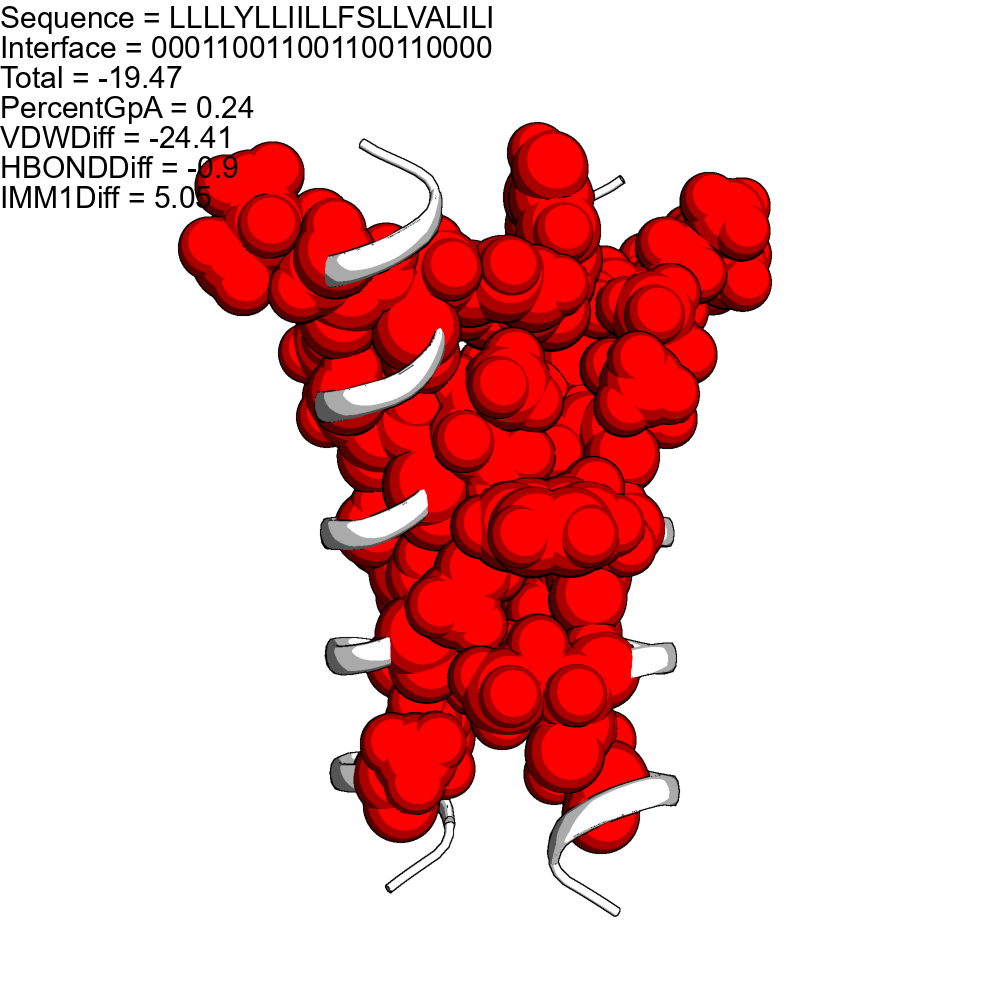 Sequence = LLLLYLLIILLFSLLVALILI
Interface = 000110011001100110000
Total = -19.47
PercentGpA = 0.24
VDWDiff = -24.41
HBONDDiff = -0.9
IMM1Diff = 5.05